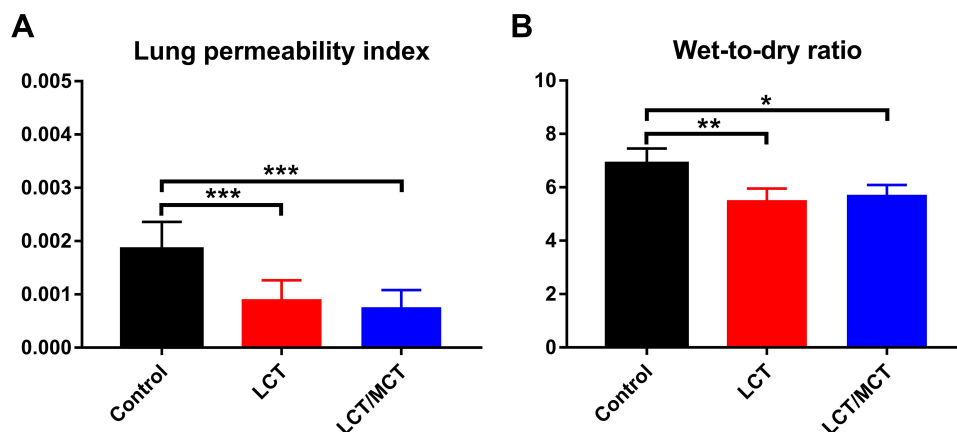 A
Lung permeability index
0.005
0.004
0.003
0.002
0.001
0.000
***
***
Control
LCT
LCT/MCT
B
Wet-to-dry ratio
10
8
6
4
2
0
*
**
Control
LCT
LCT/MCT